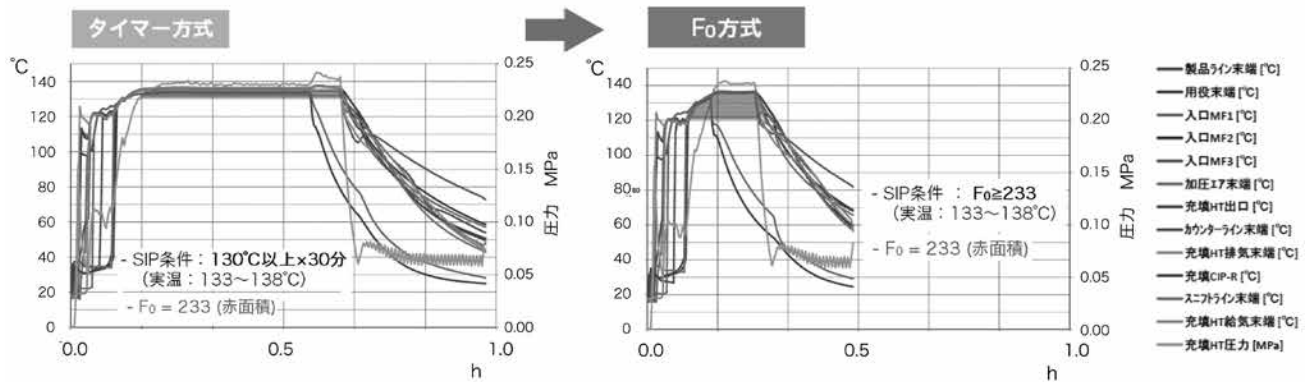 タイマー方式
F₀方式
℃
140
120
100
80
60
40
20
0
0.0
0.5
1.0
h
0.25
0.20
0.15
0.10
0.05
0.00
圧力 MPa
- SIP条件：130℃以上×30分
（実温：133～138℃）
- F₀ = 233 (赤面積)
℃
140
120
100
80
80
60
40
20
0
0.0
0.5
1.0
h
0.25
0.20
0.15
0.10
0.05
0.00
圧力 MPa
- SIP条件 ： F₀≧233
（実温：133～138℃）
- F₀ = 233 (赤面積)
製品ライン末端 [℃]
用役末端 [℃]
入口MF1 [℃]
入口MF2 [℃]
入口MF3 [℃]
加圧エア末端 [℃]
充填HT出口 [℃]
カウンターライン末端 [℃]
充填HT排気末端 [℃]
充填CIP-R [℃]
スニフトライン末端 [℃]
充填HT給気末端 [℃]
充填HT圧力 [MPa]